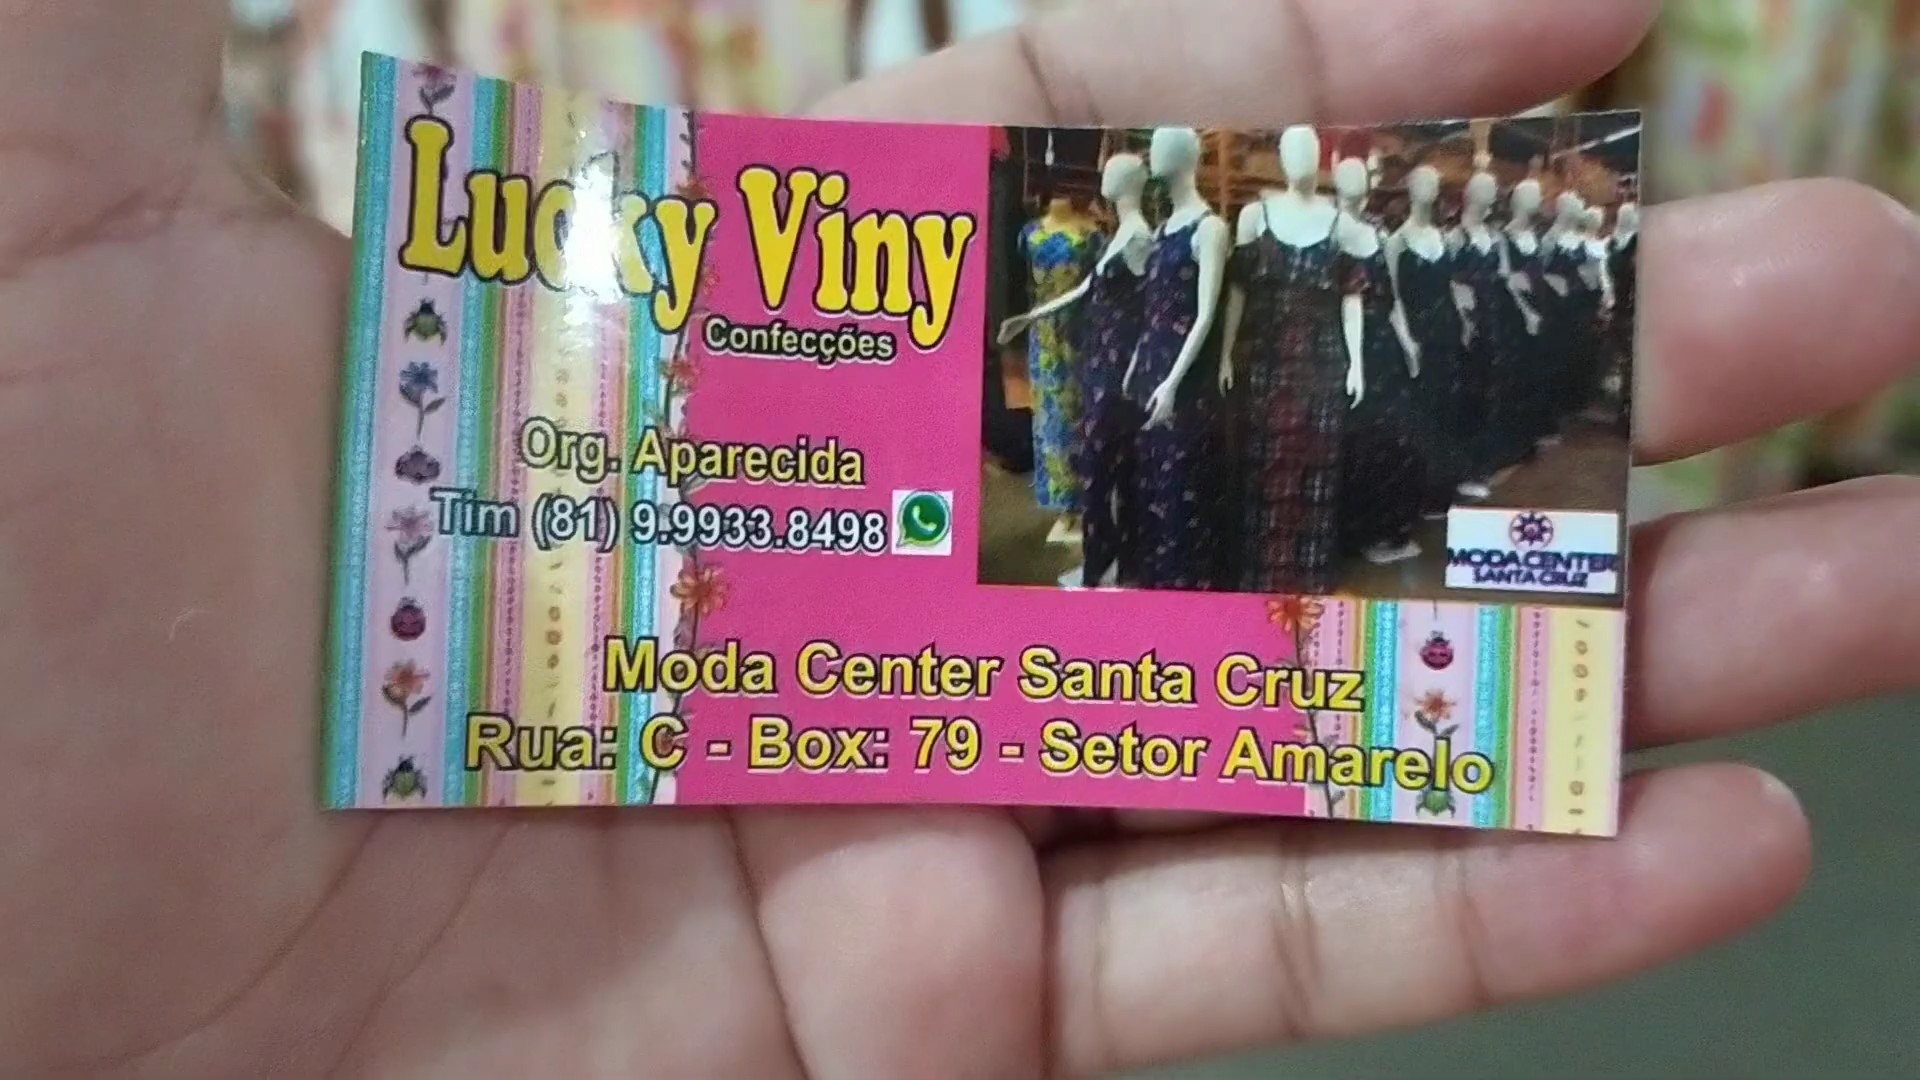 Lucky Viny
Confecções
Org. Aparecida
Tim (81) 9.9933.8498
MODA CENTER
SANTA CRUZ
Moda Center Santa Cruz
Rua: C - Box: 79 - Setor Amarelo